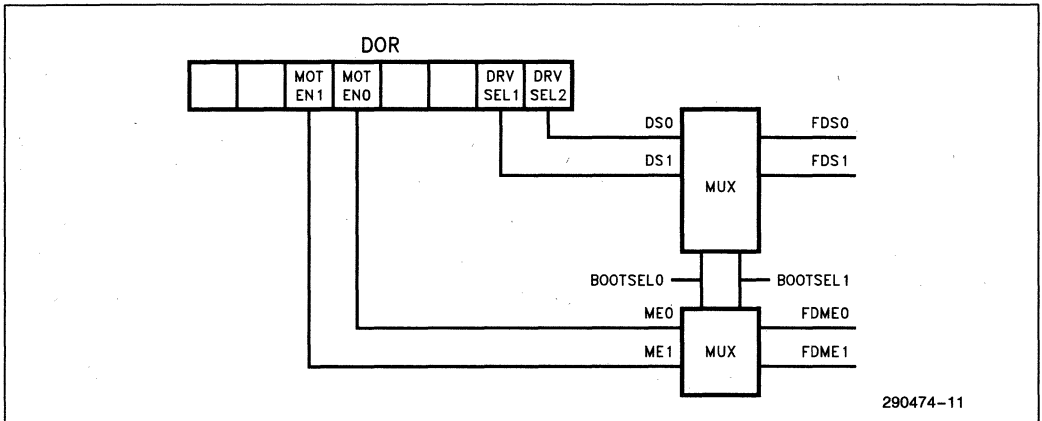 DOR
MOT EN1
MOT EN0
DRV SEL1
DRV SEL2
DS0
FDS0
DS1
FDS1
MUX
BOOTSEL0
BOOTSEL1
ME0
FDME0
ME1
MUX
FDME1
290474-11